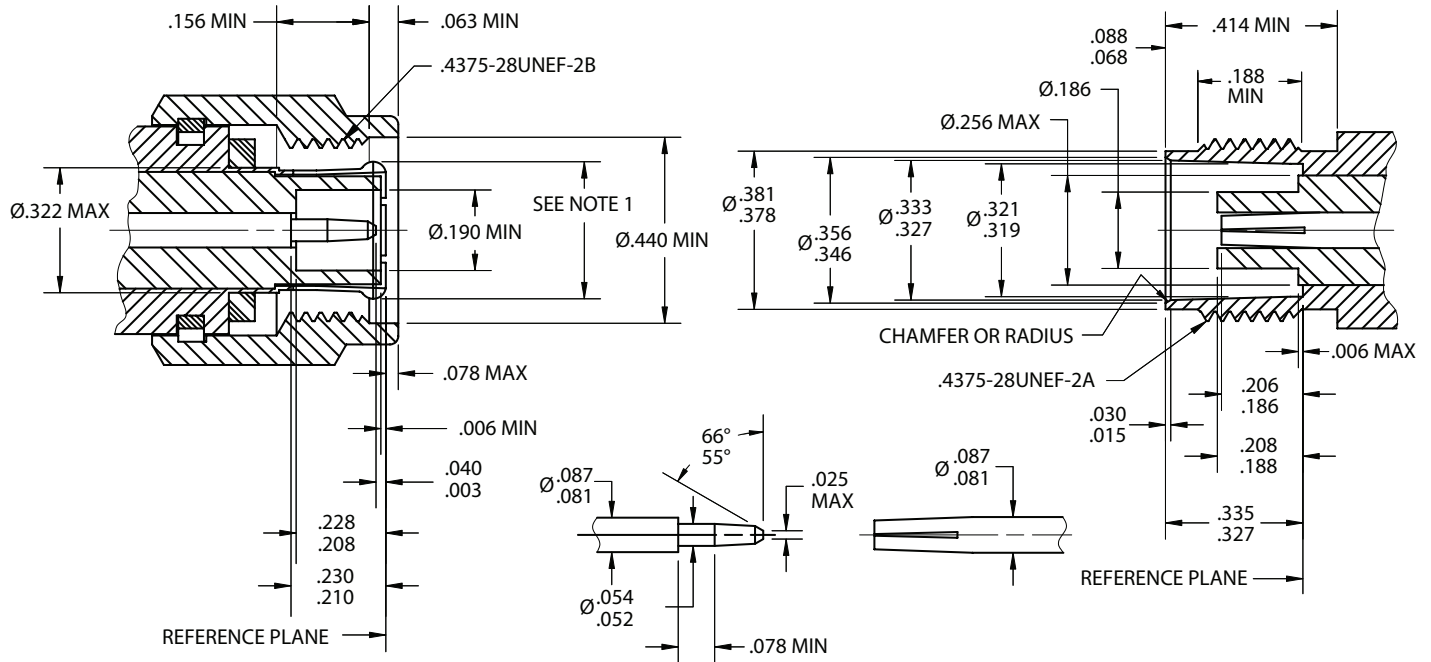 .156 MIN
.063 MIN
.4375-28UNEF-2B
Ø.322 MAX
SEE NOTE 1
Ø.190 MIN
Ø.440 MIN
.078 MAX
.006 MIN
.040
.003
.228
.208
.230
.210
REFERENCE PLANE
66°
55°
Ø.087
.081
.025
MAX
Ø.054
.052
.078 MIN
Ø.087
.081
.414 MIN
.088
.068
.188
MIN
Ø.186
Ø.256 MAX
Ø.381
.378
Ø.356
.346
Ø.333
.327
Ø.321
.319
CHAMFER OR RADIUS
.006 MAX
.4375-28UNEF-2A
.206
.186
.030
.015
.208
.188
.335
.327
REFERENCE PLANE